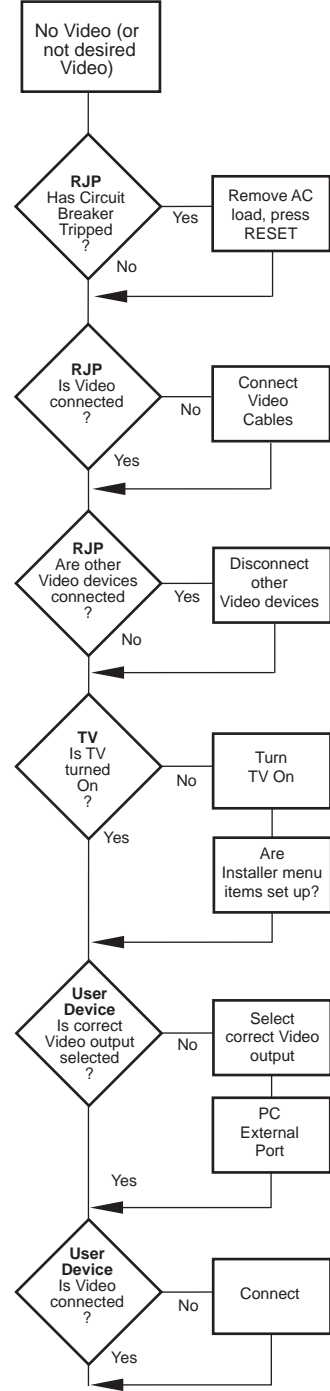 No Video (or
not desired
Video)
RJP
Has Circuit
Breaker
Tripped
?
Yes
Remove AC
load, press
RESET
No
RJP
Is Video
connected
?
No
Connect
Video
Cables
Yes
RJP
Are other
Video devices
connected
?
Yes
Disconnect
other
Video devices
No
TV
Is TV
turned
On
?
No
Turn
TV On
Yes
Are
Installer menu
items set up?
User
Device
Is correct
Video output
selected
?
No
Select
correct Video
output
PC
External
Port
Yes
User
Device
Is Video
connected
?
No
Connect
Yes